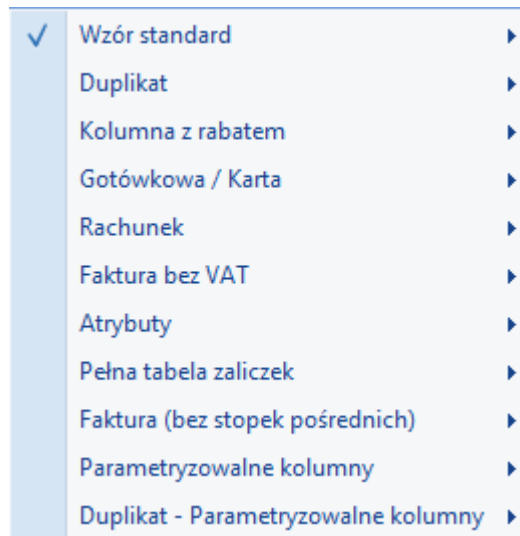 Wzór standard
Duplikat
Kolumna z rabatem
Gotówkowa / Karta
Rachunek
Faktura bez VAT
Atrybuty
Pełna tabela zaliczek
Faktura (bez stopek pośrednich)
Parametryzowalne kolumny
Duplikat - Parametryzowalne kolumny